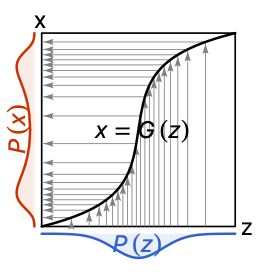 x
P(x)
x = G(z)
z
P(z)